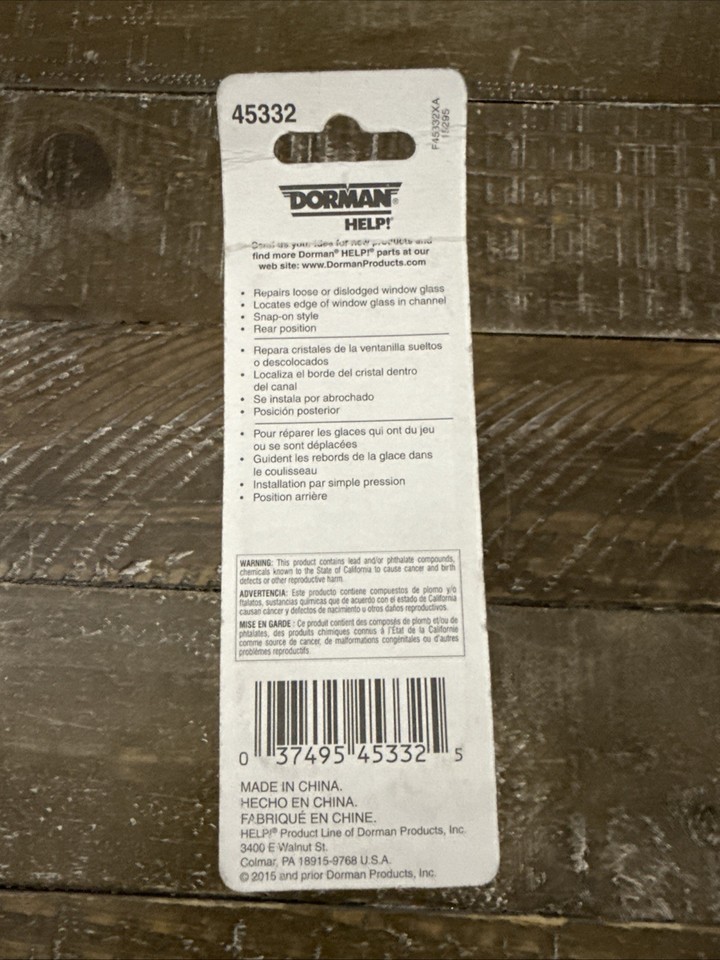 45332
F45332XA
11/295
DORMAN®
HELP!®
Send us your idea for new products and
find more Dorman® HELP!® parts at our
web site: www.DormanProducts.com
• Repairs loose or dislodged window glass
• Locates edge of window glass in channel
• Snap-on style
• Rear position
• Repara cristales de la ventanilla sueltos
o descolocados
• Localiza el borde del cristal dentro
del canal
• Se instala por abrochado
• Posición posterior
• Pour réparer les glaces qui ont du jeu
ou se sont déplacées
• Guident les rebords de la glace dans
le coulisseau
• Installation par simple pression
• Position arrière
WARNING: This product contains lead and/or phthalate compounds,
chemicals known to the State of California to cause cancer and birth
defects or other reproductive harm.
ADVERTENCIA: Este producto contiene compuestos de plomo y/o
ftalatos, sustancias químicas que de acuerdo con el estado de California
causan cáncer y defectos de nacimiento u otros daños reproductivos.
MISE EN GARDE : Ce produit contient des composés de plomb et/ou de
phtalates, des produits chimiques connus à l'État de la Californie
comme source de cancer, de malformations congénitales ou d'autres
problèmes reproductifs.
0 37495 45332 5
MADE IN CHINA.
HECHO EN CHINA.
FABRIQUÉ EN CHINE.
HELP!® Product Line of Dorman Products, Inc.
3400 E Walnut St.
Colmar, PA 18915-9768 U.S.A.
© 2015 and prior Dorman Products, Inc.